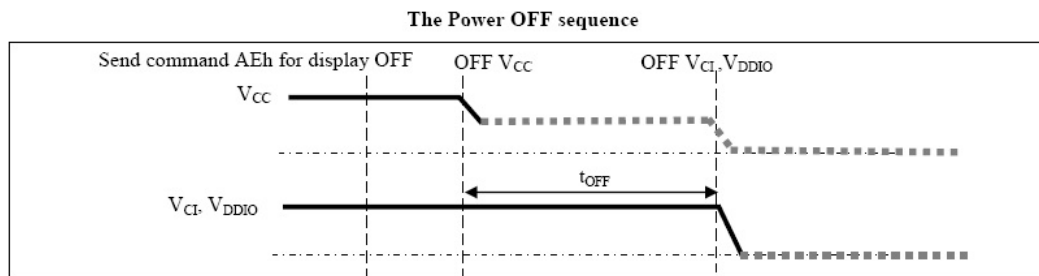 The Power OFF sequence
Send command AEh for display OFF OFF VCC OFF VCI ,VDDIO
VCC
tOFF
VCI, VDDIO